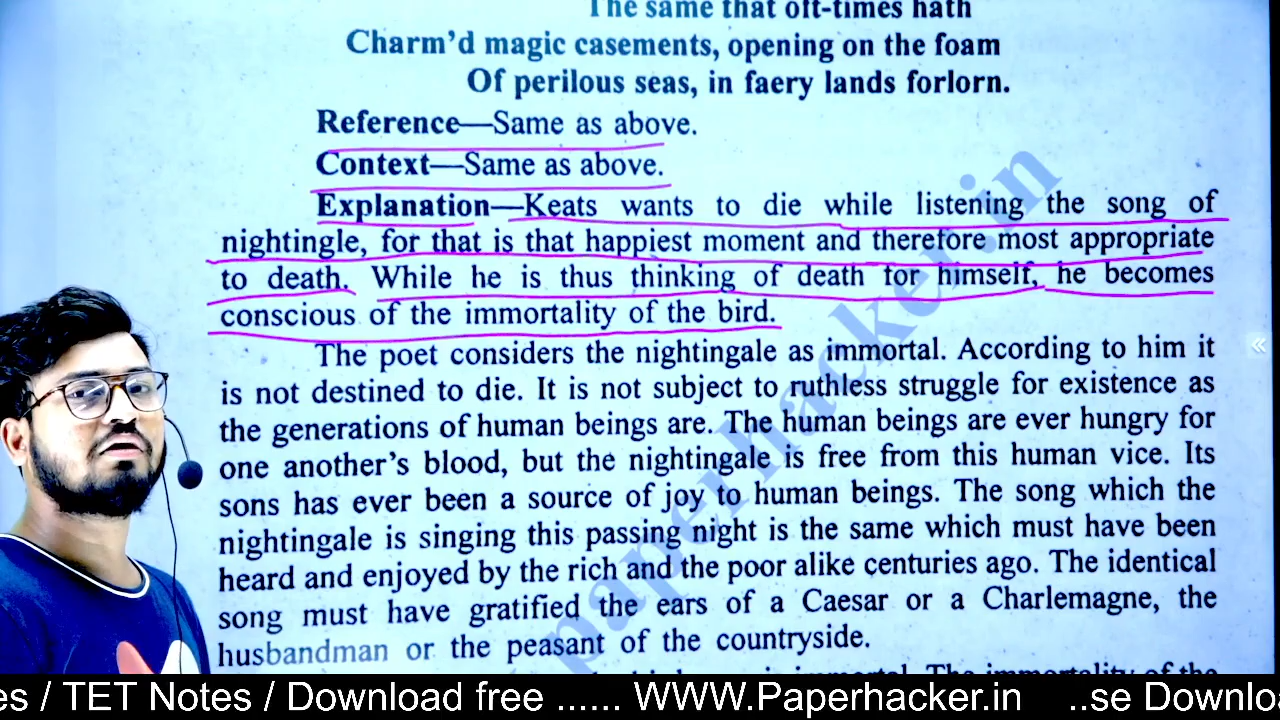 The same that oft-times hath
Charm'd magic casements, opening on the foam
Of perilous seas, in faery lands forlorn.
Reference—Same as above.
Context—Same as above.
Explanation—Keats wants to die while listening the song of
nightingle, for that is that happiest moment and therefore most appropriate
to death. While he is thus thinking of death for himself, he becomes
conscious of the immortality of the bird.
The poet considers the nightingale as immortal. According to him it
is not destined to die. It is not subject to ruthless struggle for existence as
the generations of human beings are. The human beings are ever hungry for
one another's blood, but the nightingale is free from this human vice. Its
sons has ever been a source of joy to human beings. The song which the
nightingale is singing this passing night is the same which must have been
heard and enjoyed by the rich and the poor alike centuries ago. The identical
song must have gratified the ears of a Caesar or a Charlemagne, the
husbandman or the peasant of the countryside.
is immortal. The immortality of the
paperhacker.in
es / TET Notes / Download free ...... WWW.Paperhacker.in ..se Downlo